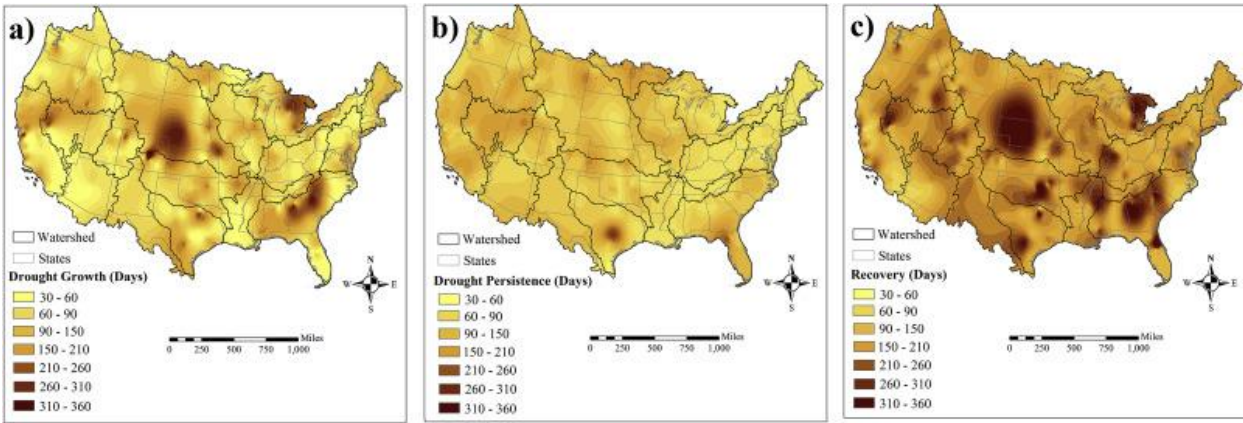 a)
Watershed
States
Drought Growth (Days)
30 - 60
60 - 90
90 - 150
150 - 210
210 - 260
260 - 310
310 - 360
N
W E
S
Miles
0 250 500 750 1,000
b)
Watershed
States
Drought Persistence (Days)
30 - 60
60 - 90
90 - 150
150 - 210
210 - 260
260 - 310
310 - 360
N
W E
S
Miles
0 250 500 750 1,000
c)
Watershed
States
Recovery (Days)
30 - 60
60 - 90
90 - 150
150 - 210
210 - 260
260 - 310
310 - 360
N
W E
S
Miles
0 250 500 750 1,000